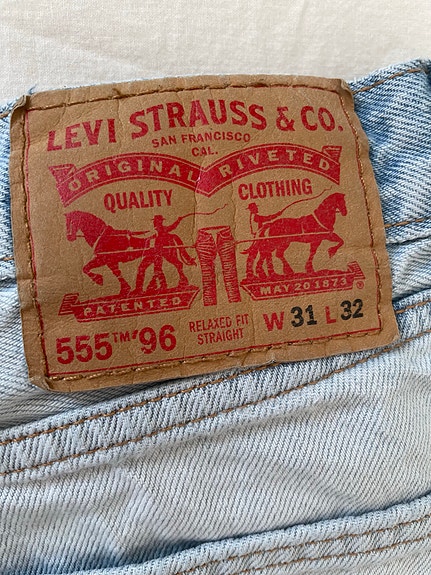 LEVI STRAUSS & CO.
SAN FRANCISCO
CAL.
ORIGINAL RIVETED
QUALITY CLOTHING
PATENTED MAY 20 1873
555™'96 RELAXED FIT STRAIGHT W 31 L 32